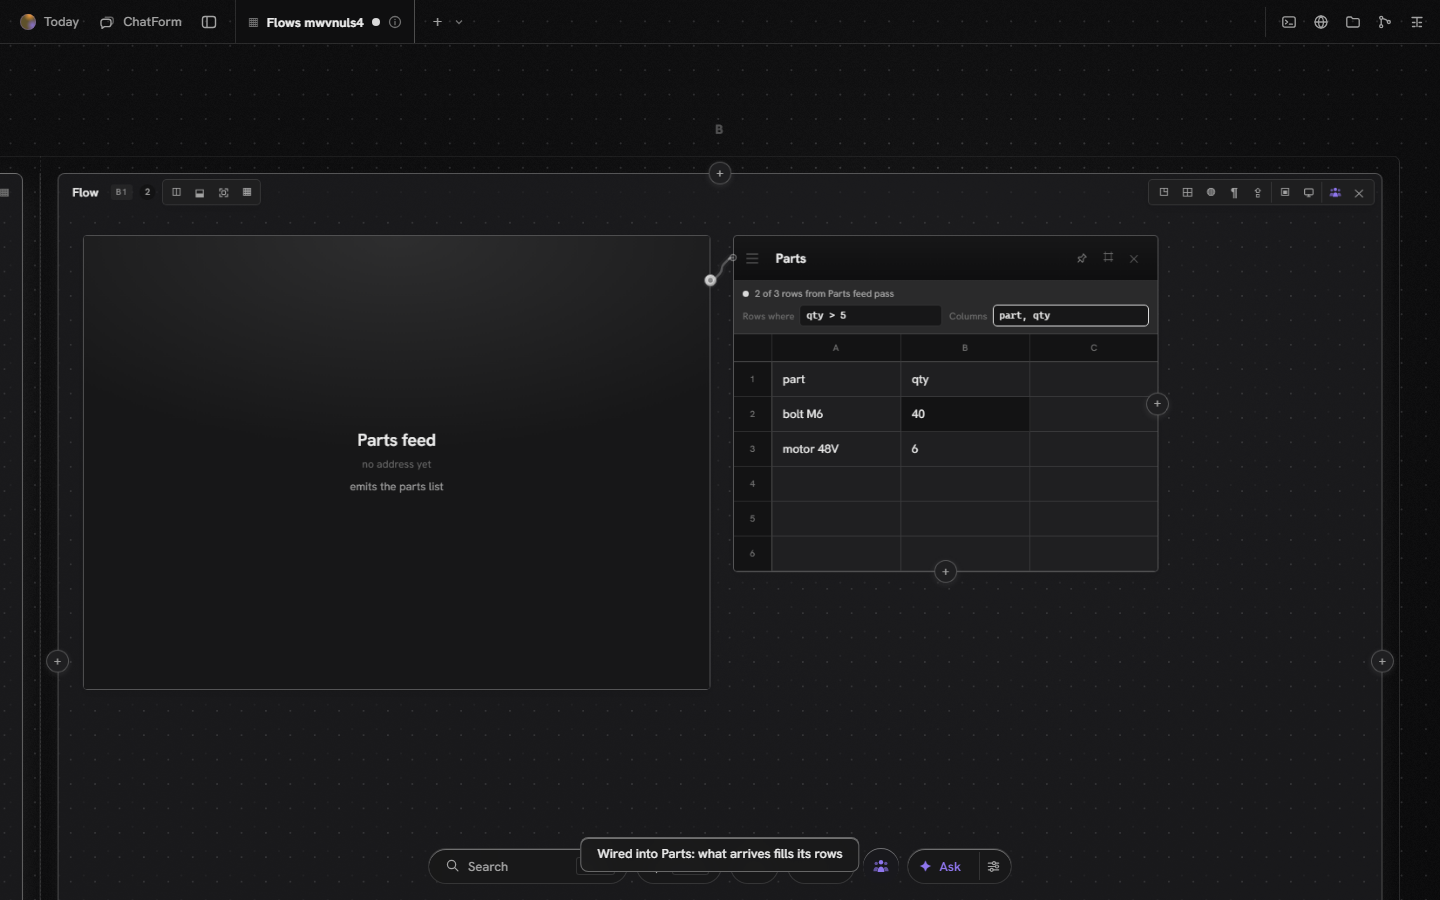 Today ChatForm Flows mwvnuls4
B
Flow B1 2
Parts
2 of 3 rows from Parts feed pass
Rows where qty > 5 Columns part, qty
A B C
1 part qty
2 bolt M6 40
3 motor 48V 6
4
5
6
Parts feed
no address yet
emits the parts list
Wired into Parts: what arrives fills its rows
Search Ask